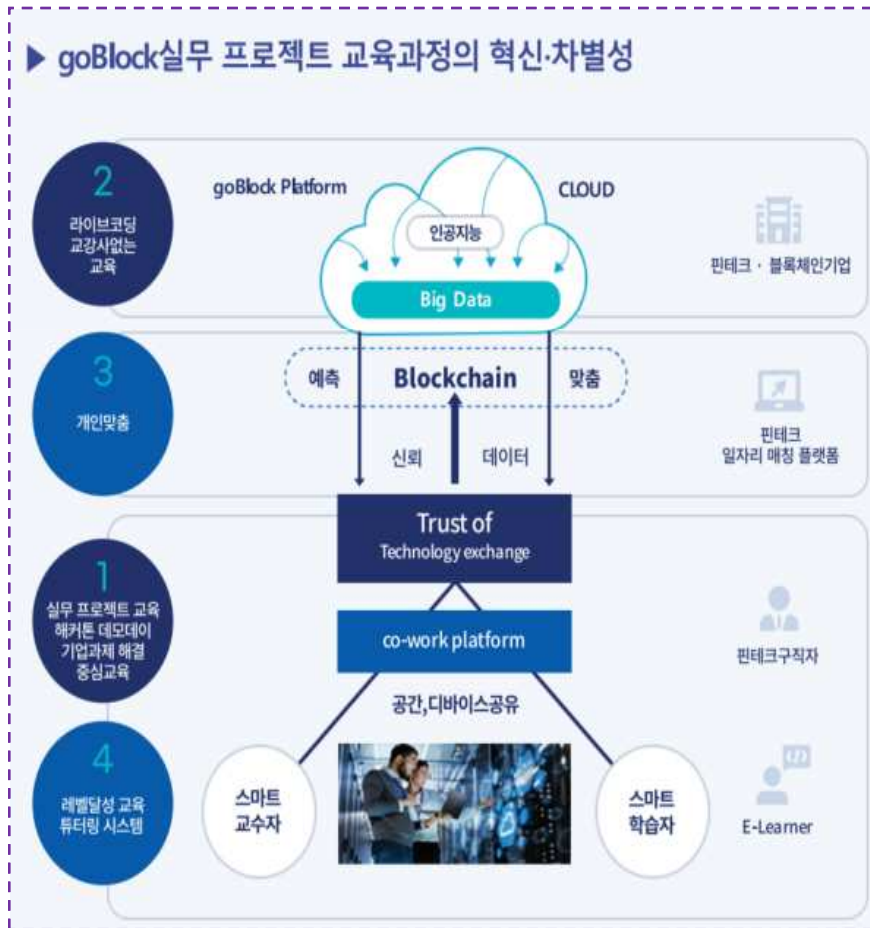 ▶ goBlock실무 프로젝트 교육과정의 혁신·차별성
2
라이브코딩
교강사없는
교육
goBlock Platform
CLOUD
인공지능
Big Data
핀테크 · 블록체인기업
3
개인맞춤
예측
Blockchain
맞춤
신뢰
데이터
핀테크
일자리 매칭 플랫폼
Trust of
Technology exchange
1
실무 프로젝트 교육
해커톤 데모데이
기업과제 해결
중심교육
co-work platform
공간,디바이스공유
핀테크구직자
4
레벨달성 교육
튜터링 시스템
스마트
교수자
스마트
학습자
E-Learner